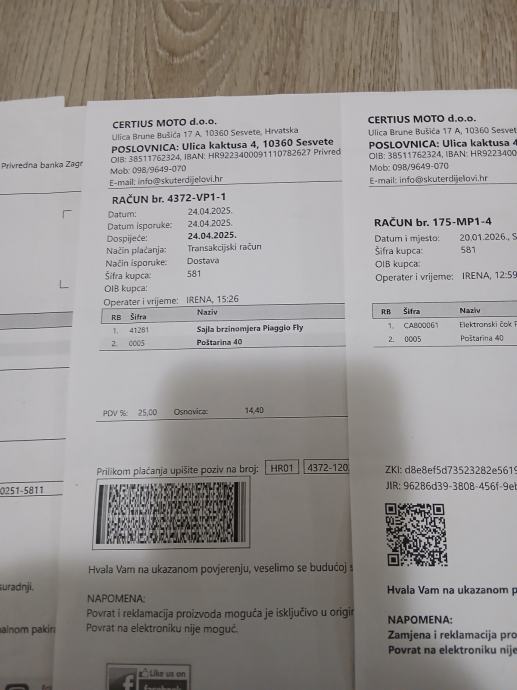 Privredna banka Zagr
0251-5811
suradnji.
CERTIUS MOTO d.o.o.
Ulica Brune Bušića 17 A, 10360 Sesvete, Hrvatska
POSLOVNICA: Ulica kaktusa 4, 10360 Sesvete
OIB: 38511762324, IBAN: HR9223400091110782627 Privred
Mob: 098/9649-070
E-mail: info@skuterdijelovi.hr
RAČUN br. 4372-VP1-1
Datum: 24.04.2025.
Datum isporuke: 24.04.2025.
Dospijeće: 24.04.2025.
Način plaćanja: Transakcijski račun
Način isporuke: Dostava
Šifra kupca: 581
OIB kupca:
Operater i vrijeme: IRENA, 15:26
RB Šifra Naziv
1. 41281 Sajla brzinomjera Piaggio Fly
2. 0005 Poštarina 40
PDV %: 25,00 Osnovica: 14,40
Prilikom plaćanja upišite poziv na broj: HR01 4372-120
Hvala Vam na ukazanom povjerenju, veselimo se budućoj s
NAPOMENA:
Povrat i reklamacija proizvoda moguća je isključivo u origir
Povrat na elektroniku nije moguć.
Like us on
CERTIUS MOTO d.o.o.
Ulica Brune Bušića 17 A, 10360 Sesvet
POSLOVNICA: Ulica kaktusa 4, 10
OIB: 38511762324, IBAN: HR9223400
Mob: 098/9649-070
E-mail: info@skuterdijelovi.hr
RAČUN br. 175-MP1-4
Datum i mjesto: 20.01.2026., S
Šifra kupca: 581
OIB kupca:
Operater i vrijeme: IRENA, 12:59
RB Šifra Naziv
1. CA800061 Elektronski čok P
2. 0005 Poštarina 40
ZKI: d8e8ef5d73523282e5619
JIR: 96286d39-3808-456f-9eb
Hvala Vam na ukazanom p
NAPOMENA:
Zamjena i reklamacija pro
Povrat na elektroniku nije